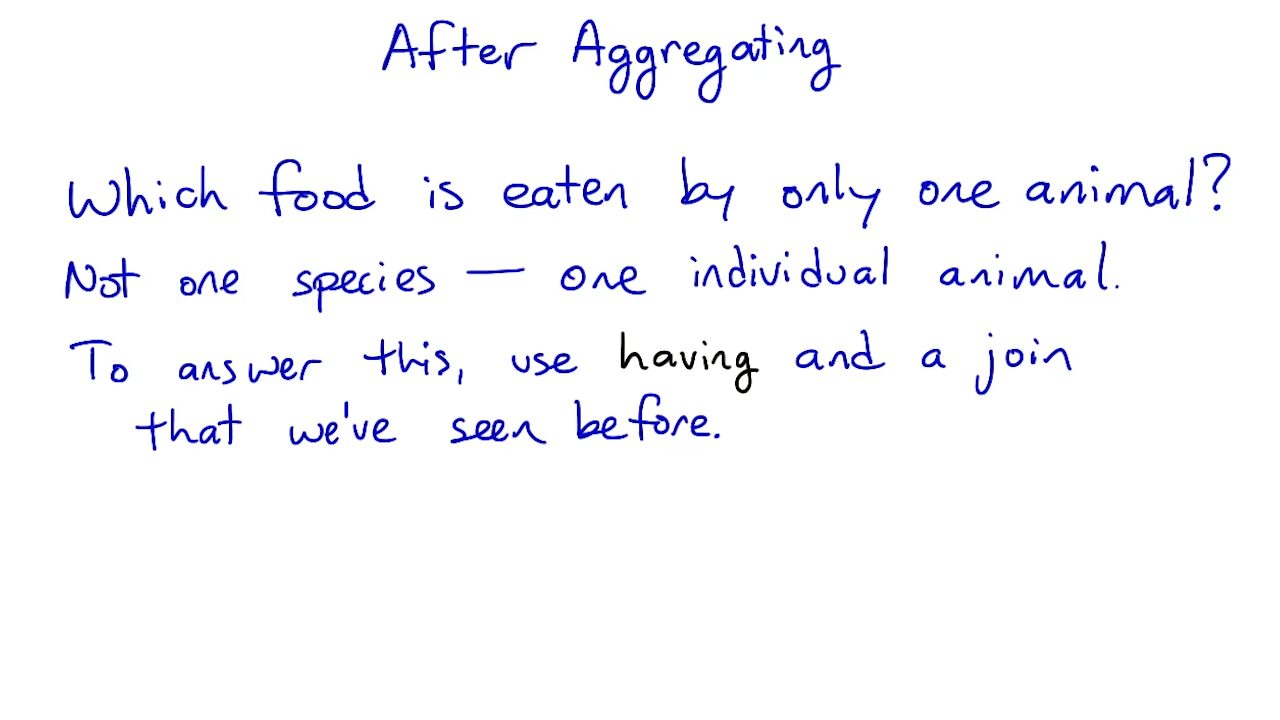 After Aggregating
Which food is eaten by only one animal?
Not one species — one individual animal.
To answer this, use having and a join
that we've seen before.